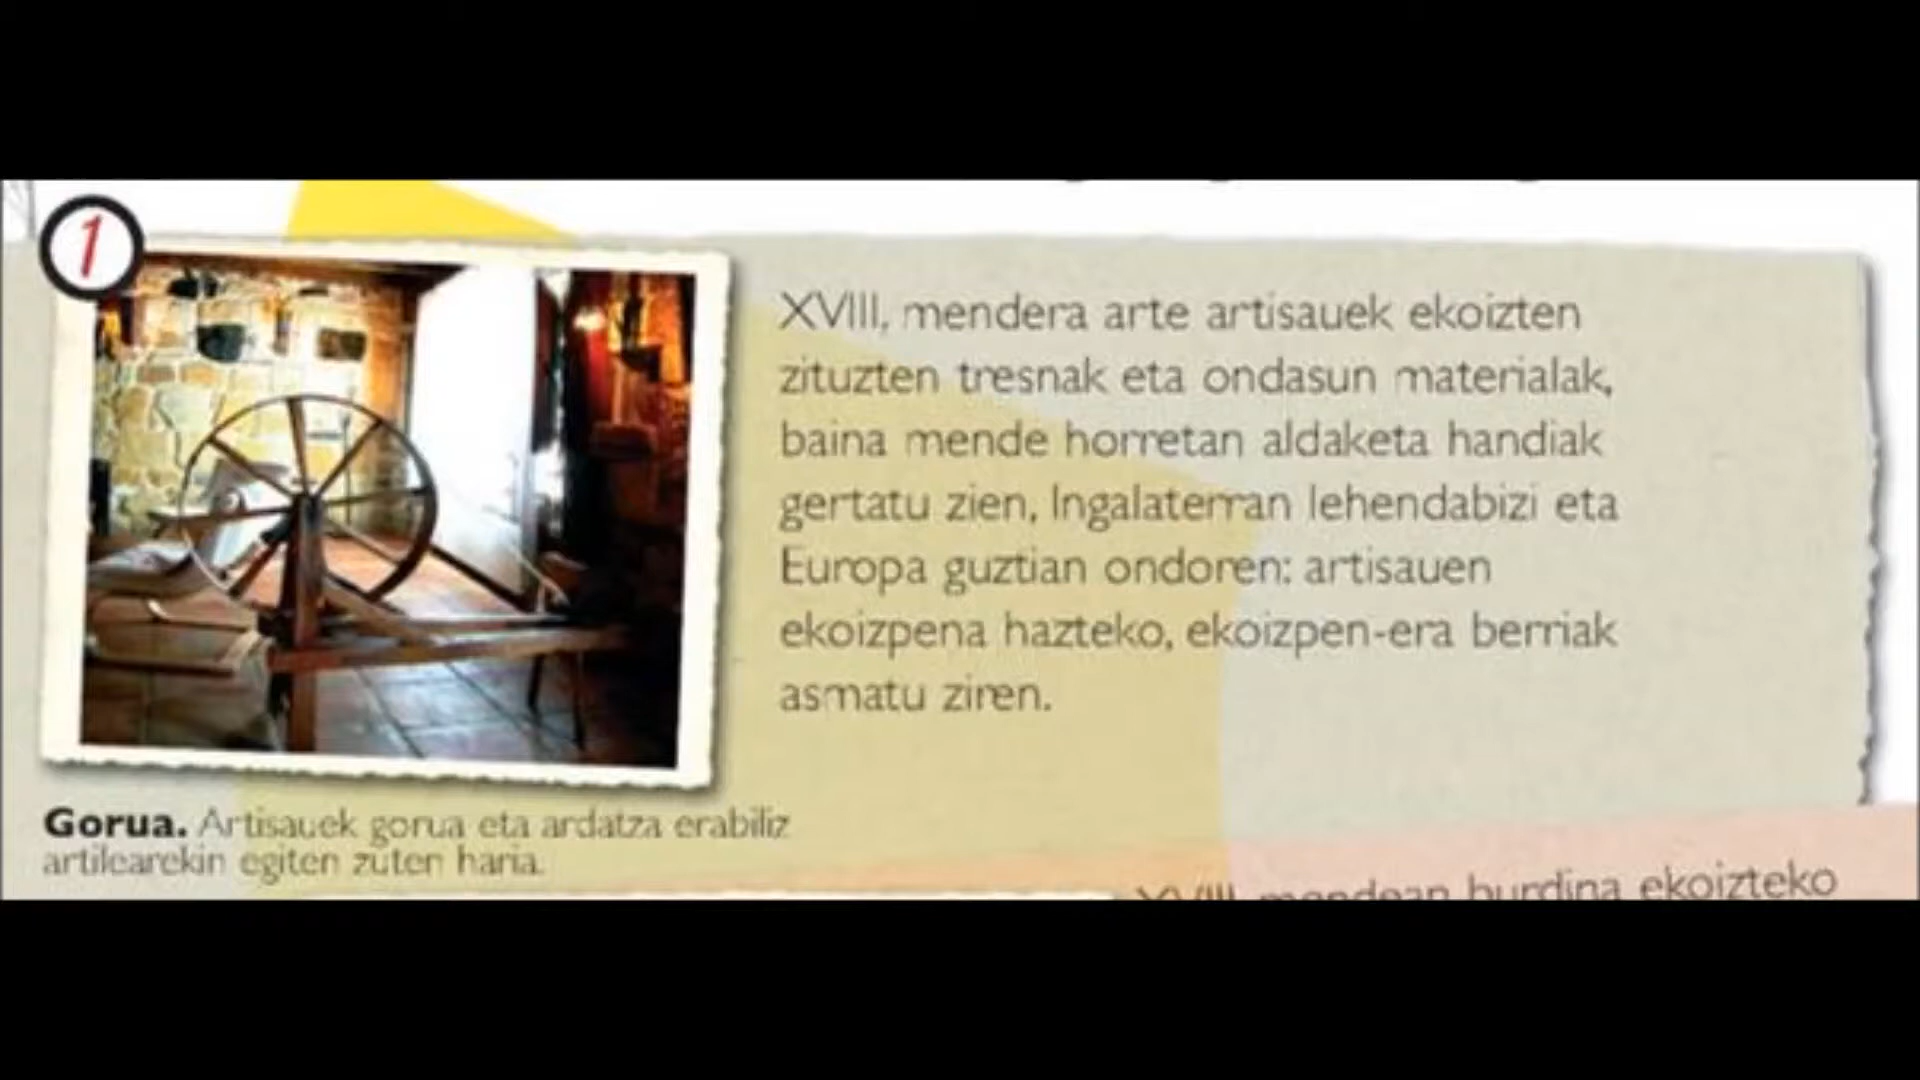 1
XVIII, mendera arte artisauek ekoizten
zituzten tresnak eta ondasun materialak,
baina mende horretan aldaketa handiak
gertatu zien, Ingalaterran lehendabizi eta
Europa guztian ondoren: artisauen
ekoizpena hazteko, ekoizpen-era berriak
asmatu ziren.
Gorua. Artisauek gorua eta ardatza erabiliz
artilearekin egiten zuten haria.
XVIII, mendean burdina ekoizteko